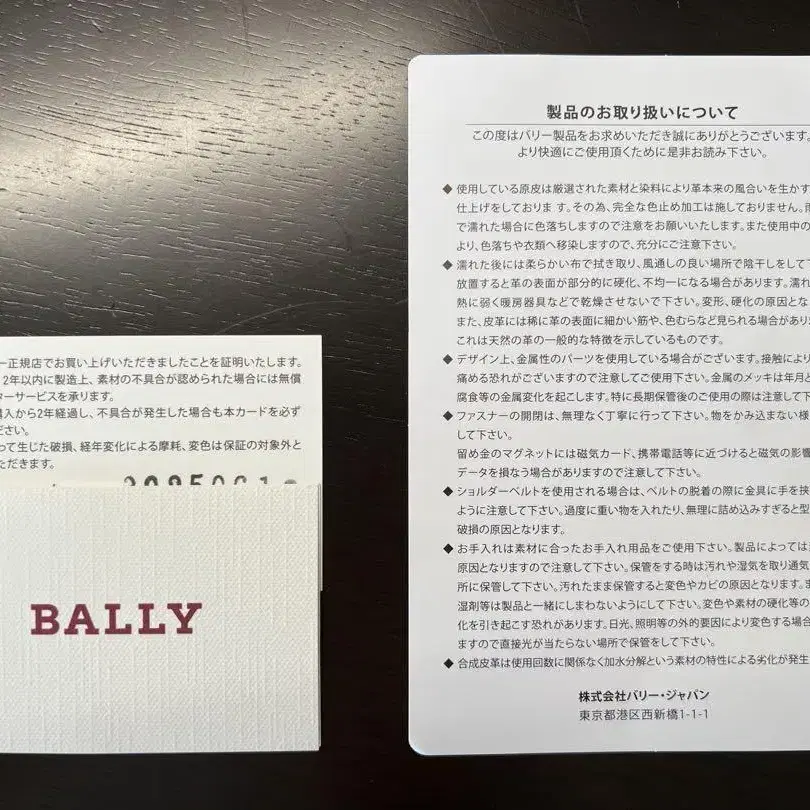 ー正規店でお買い上げいただきましたことを証明いたします。
2年以内に製造上、素材の不具合が認められた場合には無償
ターサービスを承ります。
購入から2年経過し、不具合が発生した場合も本カードを必ず
ださい。
って生じた破損、経年変化による摩耗、変色は保証の対象外と
ただきます。
BALLY
製品のお取り扱いについて
この度はバリー製品をお求めいただき誠にありがとうございます。
より快適にご使用頂くために是非お読み下さい。
◆ 使用している原皮は厳選された素材と染料により革本来の風合いを生かす
仕上げをしております。その為、完全な色止め加工は施しておりません。雨
で濡れた場合に色落ちしますので注意をお願いいたします。また使用中の
より、色落ちや衣類へ移染しますので、充分にご注意下さい。
◆ 濡れた後には柔らかい布で拭き取り、風通しの良い場所で陰干しをして下
放置すると革の表面が部分的に硬化、不均一になる場合があります。濡れ
熱に弱く暖房器具などで乾燥させないで下さい。変形、硬化の原因とな
また、皮革には稀に革の表面に細かい筋や、色むらなど見られる場合があり
これは天然の革の一般的な特徴を示しているものです。
◆ デザイン上、金属性のパーツを使用している場合がございます。接触により
痛める恐れがございますので注意してご使用下さい。金属のメッキは年月と
腐食等の金属変化を起こします。特に長期保管後のご使用の際は注意して下
◆ ファスナーの開閉は、無理なく丁寧に行って下さい。物をかみ込まない様
して下さい。
留め金のマグネットには磁気カード、携帯電話等に近づけると磁気の影響
データを損なう場合がありますので注意して下さい。
◆ ショルダーベルトを使用される場合は、ベルトの脱着の際に金具に手を挟
ように注意して下さい。過度に重い物を入れたり、無理に詰め込みすぎると型
破損の原因となります。
◆ お手入れは素材に合ったお手入れ用品をご使用下さい。製品によっては
原因となりますので注意して下さい。保管をする時は汚れや湿気を取り通気
所に保管して下さい。汚れたまま保管すると変色やカビの原因となります。ま
湿剤等は製品と一緒にしまわないようにして下さい。変色や素材の硬化等の
化を引き起こす恐れがあります。日光、照明等の外的要因により変色する場合
ますので直接光が当たらない場所で保管をして下さい。
◆ 合成皮革は使用回数に関係なく加水分解という素材の特性による劣化が発生
株式会社バリー・ジャパン
東京都港区西新橋1-1-1